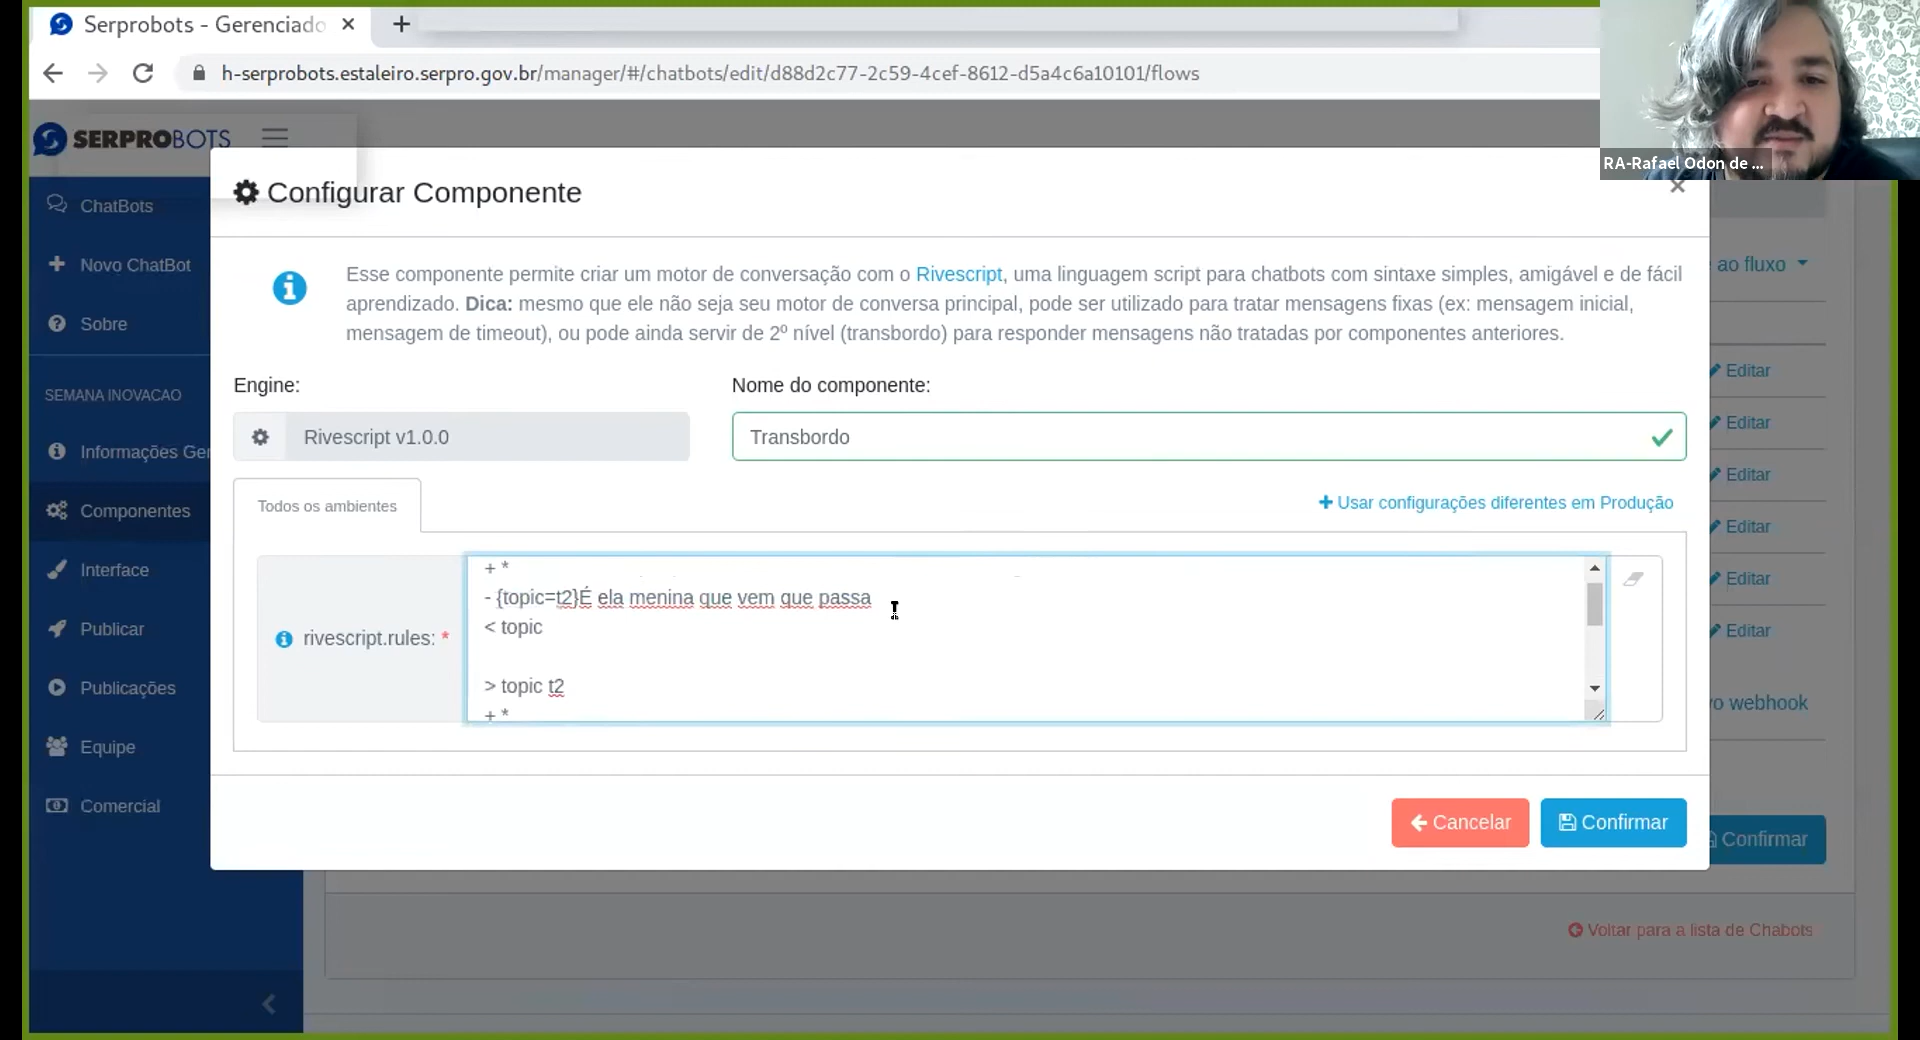 Serprobots - Gerenciado
h-serprobots.estaleiro.serpro.gov.br/manager/#/chatbots/edit/d88d2c77-2c59-4cef-8612-d5a4c6a10101/flows
RA-Rafael Odon de ...
SERPROBOTS
ChatBots
Novo ChatBot
Sobre
SEMANA INOVACAO
Informações Ger
Componentes
Interface
Publicar
Publicações
Equipe
Comercial
Configurar Componente
×
Esse componente permite criar um motor de conversação com o Rivescript, uma linguagem script para chatbots com sintaxe simples, amigável e de fácil
aprendizado. Dica: mesmo que ele não seja seu motor de conversa principal, pode ser utilizado para tratar mensagens fixas (ex: mensagem inicial,
mensagem de timeout), ou pode ainda servir de 2º nível (transbordo) para responder mensagens não tratadas por componentes anteriores.
Engine:
Nome do componente:
Rivescript v1.0.0
Transbordo
Todos os ambientes
Usar configurações diferentes em Produção
rivescript.rules: *
+ *
- {topic=t2}É ela menina que vem que passa
< topic
> topic t2
+ *
Cancelar
Confirmar
ao fluxo
Editar
Editar
Editar
Editar
Editar
Editar
vo webhook
Confirmar
Voltar para a lista de Chabots